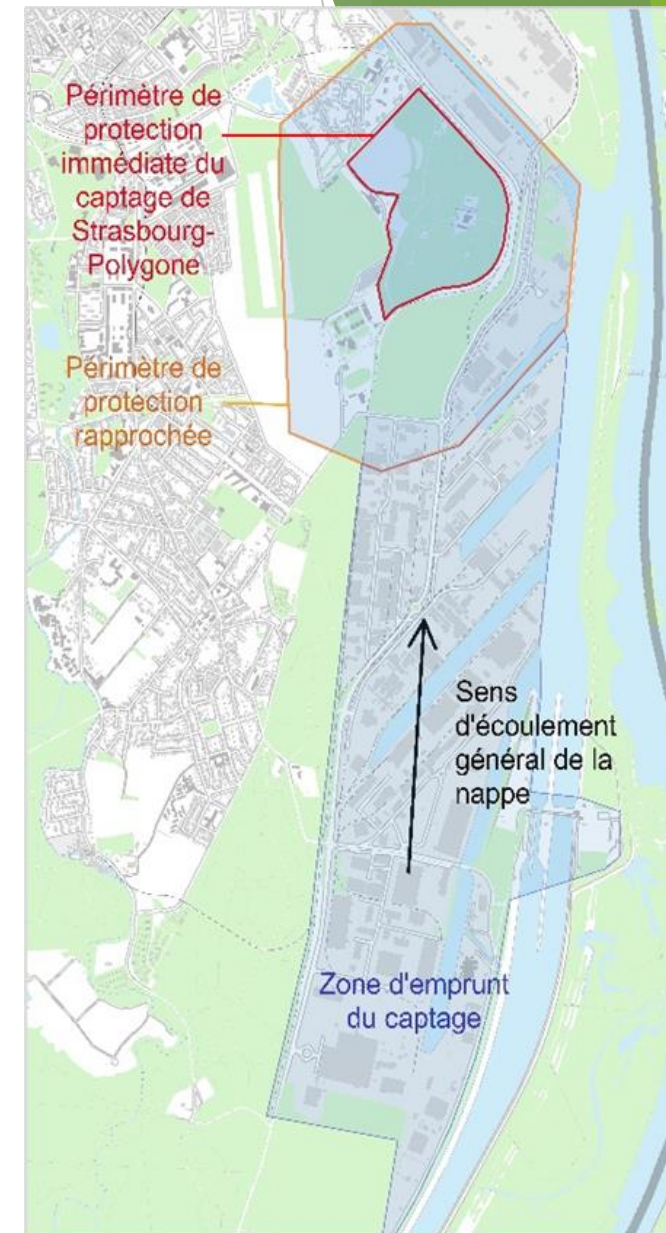 Périmètre de
protection
immédiate du
captage de
Strasbourg-
Polygone
Périmètre de
protection
rapprochée
Sens
d'écoulement
général de la
nappe
Zone d'emprunt
du captage